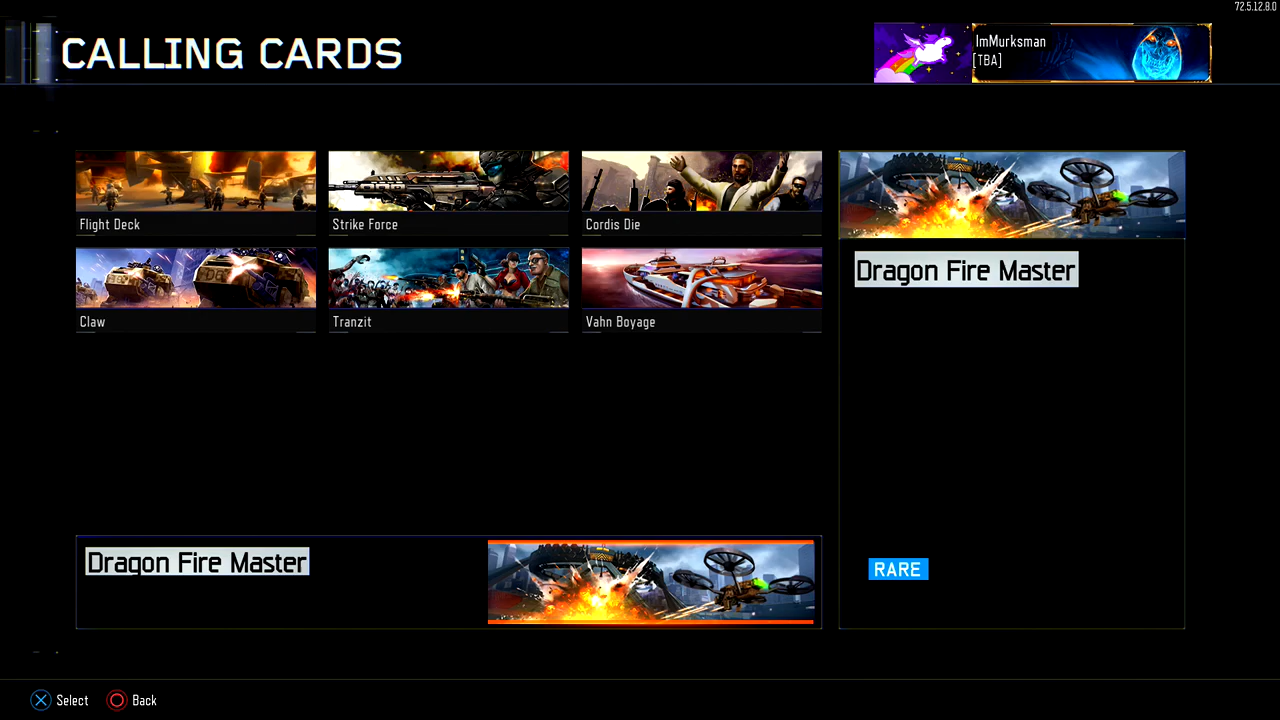 72.5.12.8.0
CALLING CARDS
ImMurksman
[TBA]
Flight Deck
Strike Force
Cordis Die
Claw
Tranzit
Vahn Boyage
Dragon Fire Master
RARE
Dragon Fire Master
Select
Back